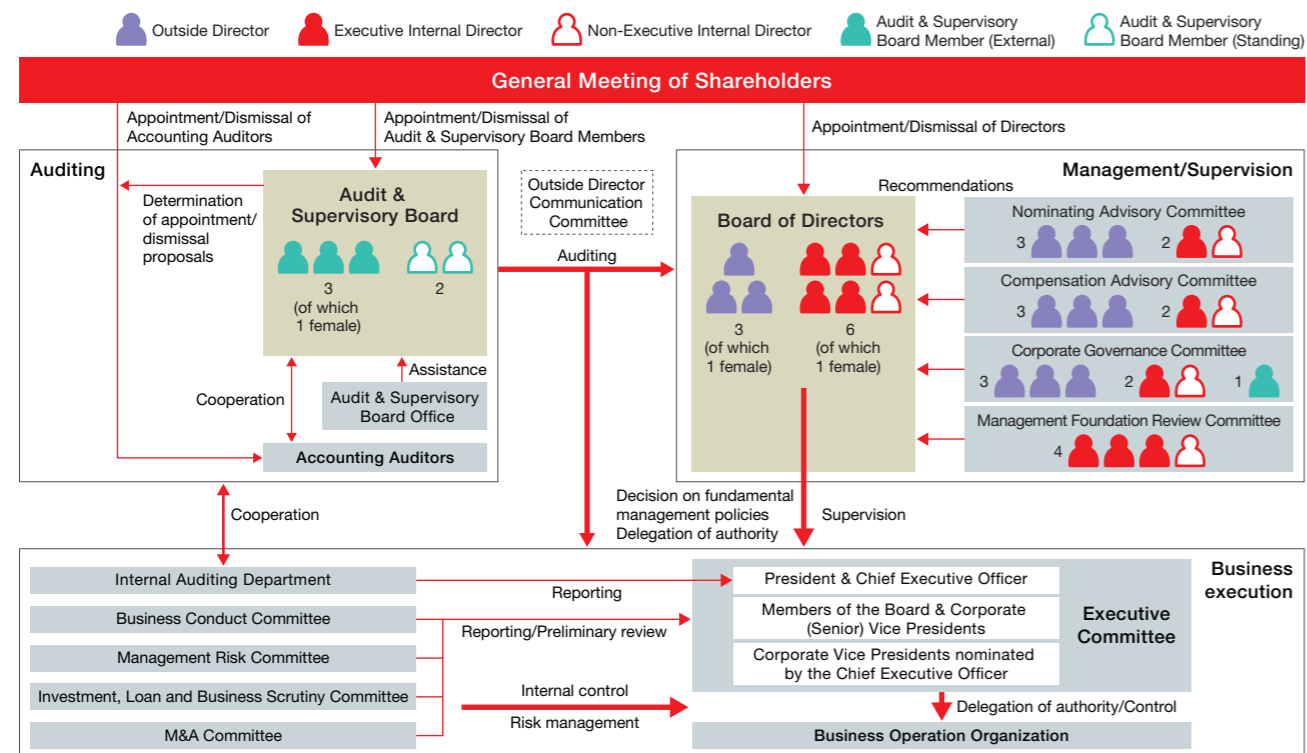 Outside Director
Executive Internal Director
Non-Executive Internal Director
Audit & Supervisory
Board Member (External)
Audit & Supervisory
Board Member (Standing)
General Meeting of Shareholders
Appointment/Dismissal of
Accounting Auditors
Appointment/Dismissal of
Audit & Supervisory Board Members
Appointment/Dismissal of Directors
Auditing
Determination
of appointment/
dismissal
proposals
Audit &
Supervisory Board
3
(of which
1 female)
2
Cooperation
Assistance
Audit & Supervisory
Board Office
Accounting Auditors
Outside Director
Communication
Committee
Auditing
Management/Supervision
Recommendations
Board of Directors
3
(of which
1 female)
6
(of which
1 female)
Nominating Advisory Committee
3 2
Compensation Advisory Committee
3 2
Corporate Governance Committee
3 2 1
Management Foundation Review Committee
4
Cooperation
Decision on fundamental
management policies
Delegation of authority
Supervision
Business
execution
Internal Auditing Department
Business Conduct Committee
Management Risk Committee
Investment, Loan and Business Scrutiny Committee
M&A Committee
Reporting
Reporting/Preliminary review
Internal control
Risk management
President & Chief Executive Officer
Members of the Board & Corporate
(Senior) Vice Presidents
Corporate Vice Presidents nominated
by the Chief Executive Officer
Executive
Committee
Delegation of authority/Control
Business Operation Organization